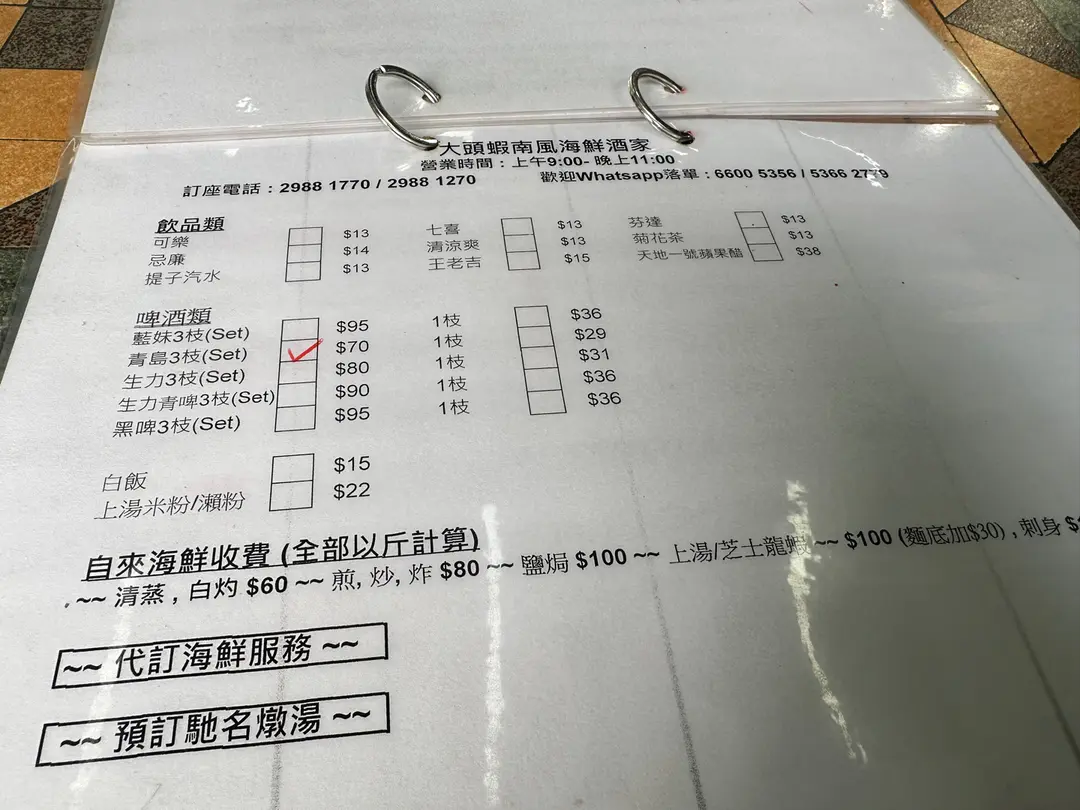 大頭蝦南風海鮮酒家
營業時間：上午9:00- 晚上11:00
訂座電話：2988 1770 / 2988 1270 歡迎Whatsapp落單：6600 5356 / 5366 2779
飲品類
可樂 $13 七喜 $13 芬達 $13
忌廉 $14 清涼爽 $13 菊花茶 $13
提子汽水 $13 王老吉 $15 天地一號蘋果醋 $38
啤酒類
藍妹3枝(Set) $95 1枝 $36
青島3枝(Set) $70 1枝 $29
生力3枝(Set) $80 1枝 $31
生力青啤3枝(Set) $90 1枝 $36
黑啤3枝(Set) $95 1枝 $36
白飯 $15
上湯米粉/瀨粉 $22
自來海鮮收費 (全部以斤計算)
~~ 清蒸 , 白灼 $60 ~~ 煎, 炒, 炸 $80 ~~ 鹽焗 $100 ~~ 上湯/芝士龍蝦 ~~ $100 (麵底加$30) , 刺身
~~ 代訂海鮮服務 ~~
~~ 預訂馳名燉湯 ~~